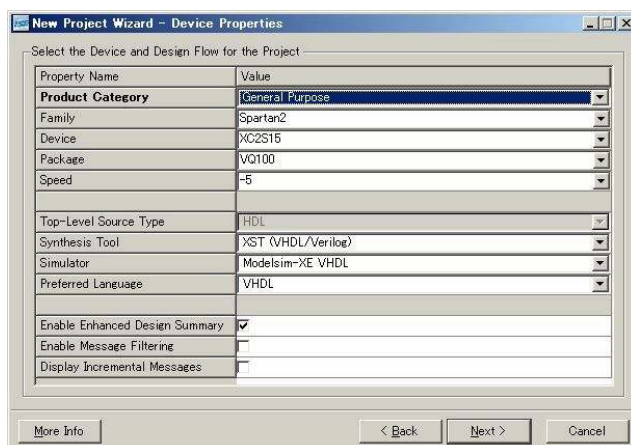 ISE New Project Wizard - Device Properties
Select the Device and Design Flow for the Project
Property Name Value
Product Category General Purpose
Family Spartan2
Device XC2S15
Package VQ100
Speed -5
Top-Level Source Type HDL
Synthesis Tool XST (VHDL/Verilog)
Simulator Modelsim-XE VHDL
Preferred Language VHDL
Enable Enhanced Design Summary
Enable Message Filtering
Display Incremental Messages
More Info < Back Next > Cancel